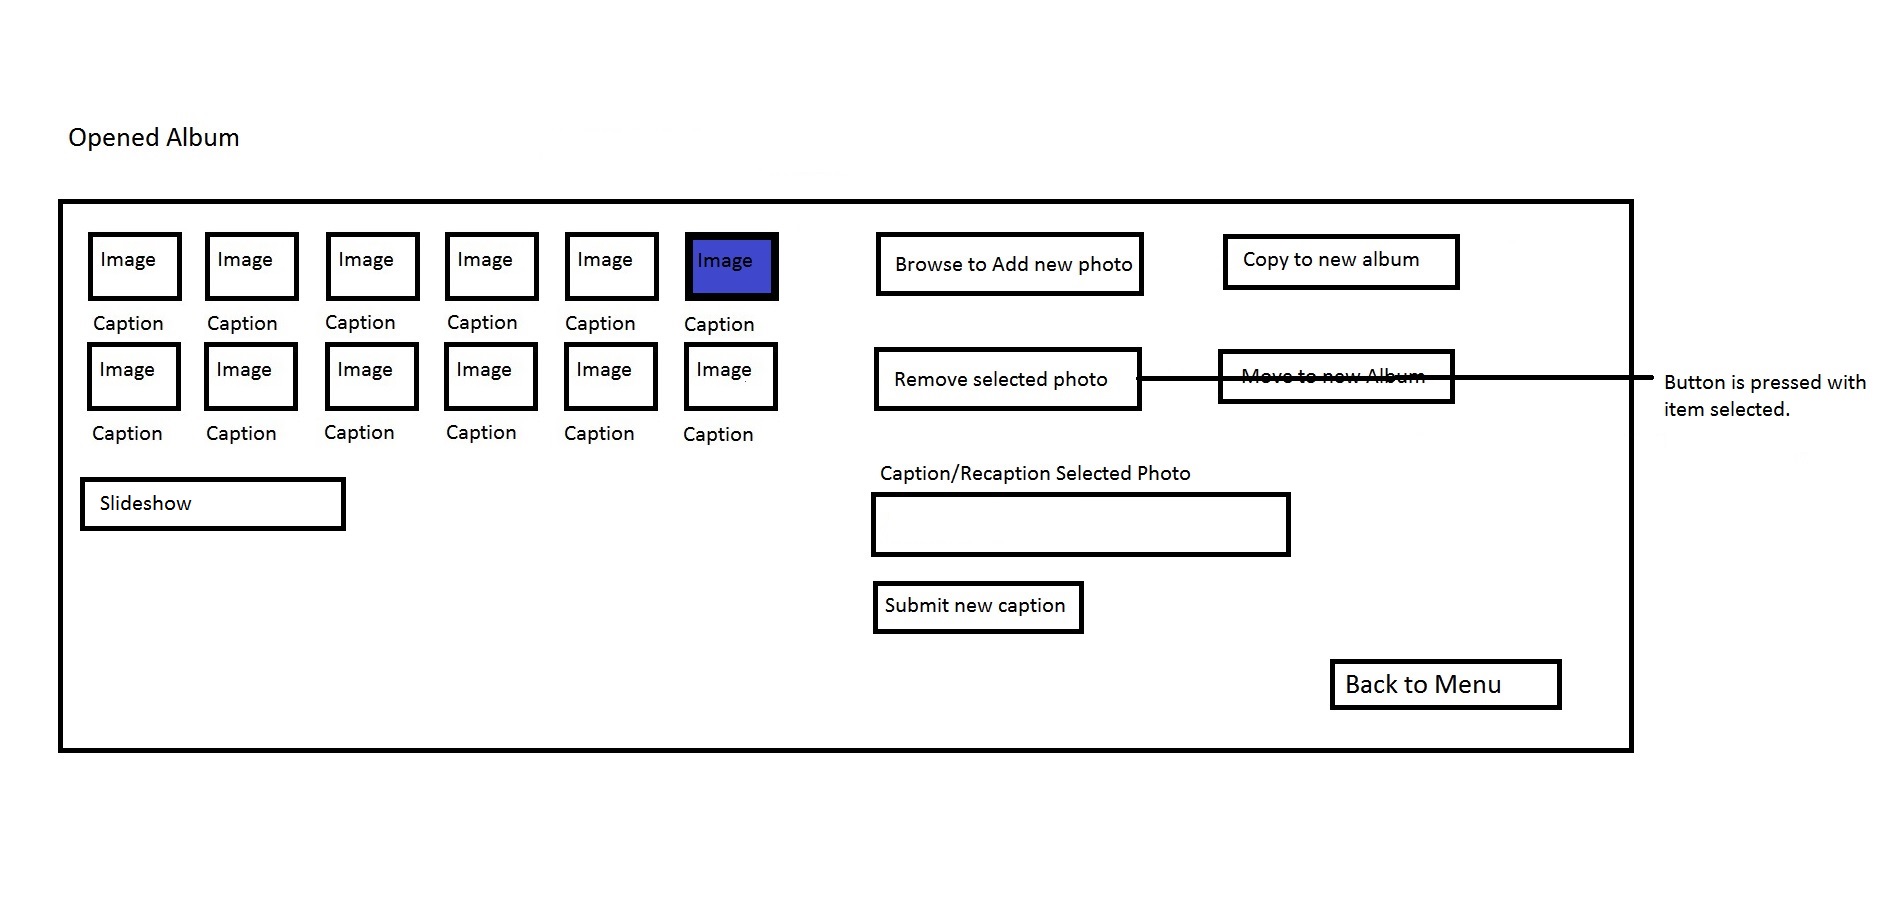 Opened Album
Image Image Image Image Image Image
Caption Caption Caption Caption Caption Caption
Image Image Image Image Image Image
Caption Caption Caption Caption Caption Caption
Slideshow
Browse to Add new photo
Copy to new album
Remove selected photo
Move to new Album
Button is pressed with
item selected.
Caption/Recaption Selected Photo
Submit new caption
Back to Menu